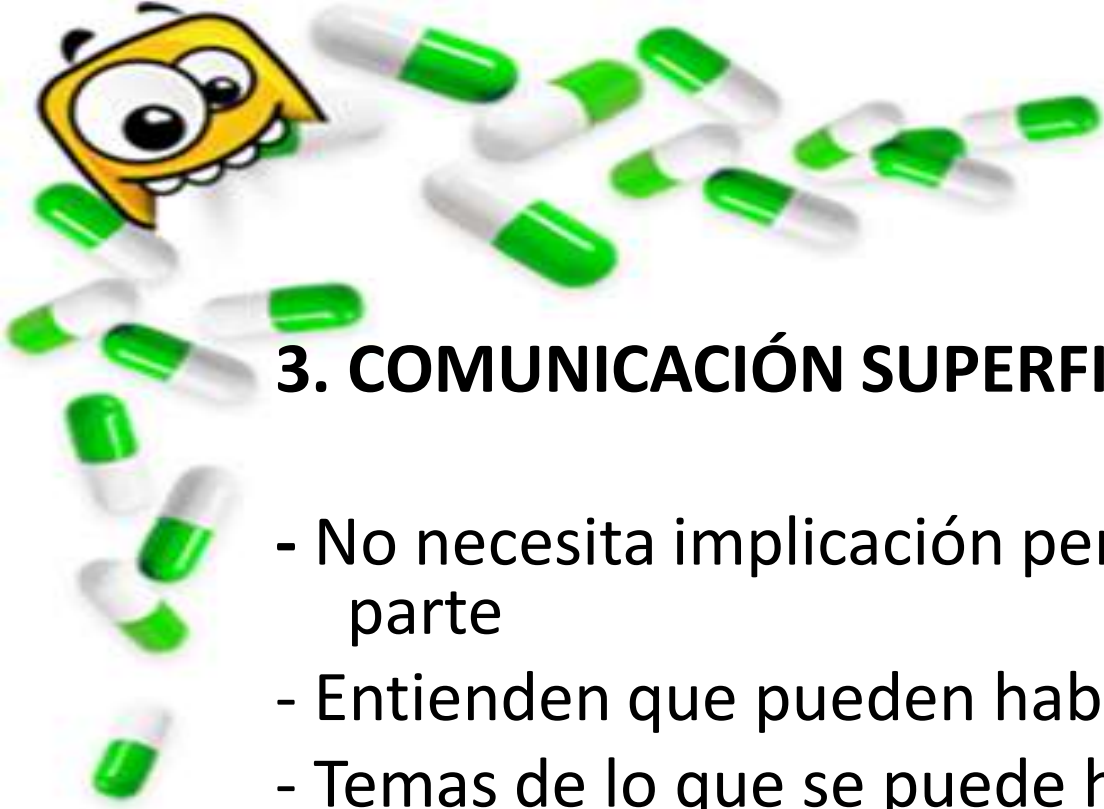 3. COMUNICACIÓN SUPERFI
- No necesita implicación per
parte
- Entienden que pueden hab
- Temas de lo que se puede h